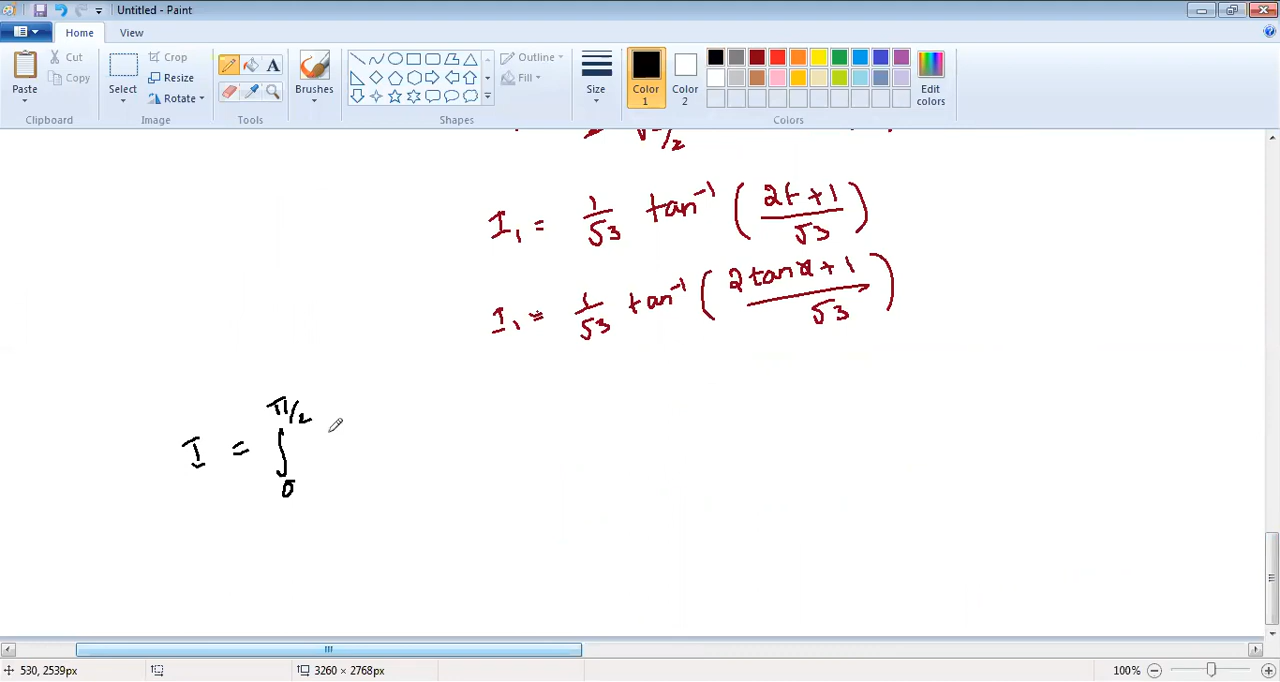 Untitled - Paint
Home View
Paste
Cut
Copy
Clipboard
Select
Crop
Resize
Rotate
Image
A
Tools
Brushes
Shapes
Outline
Fill
Size
Color 1
Color 2
Edit colors
Colors
I₁ = 1/√3 tan⁻¹ ( (2t + 1)/√3 )
I₁ = 1/√3 tan⁻¹ ( (2tanx + 1)/√3 )
I = ∫₀^(π/2)
530, 2539px
3260 × 2768px
100%